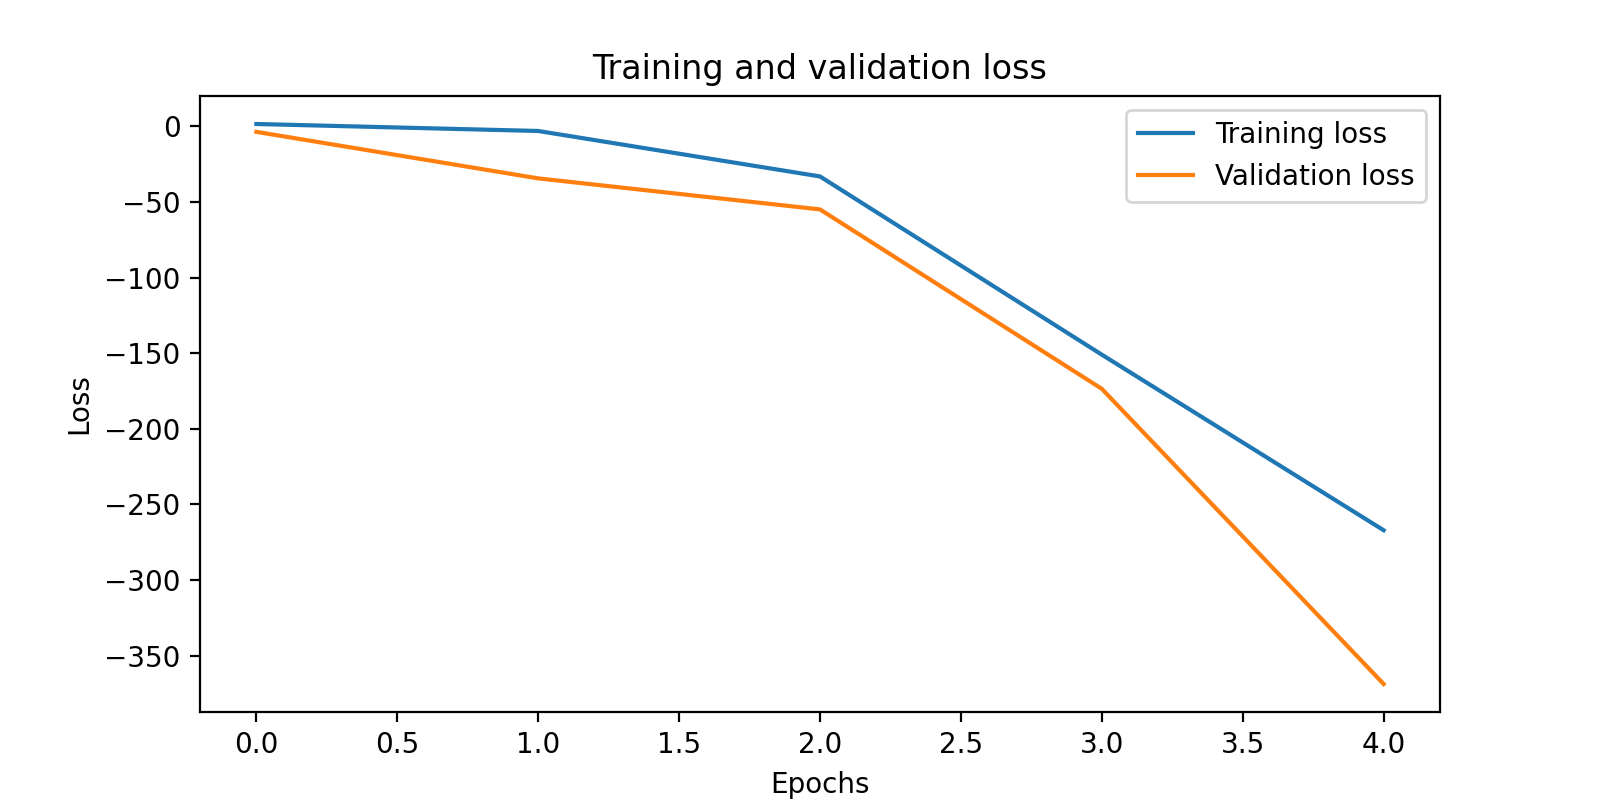 Training and validation loss
Training loss
Validation loss
0
−50
−100
−150
−200
−250
−300
−350
Loss
0.0 0.5 1.0 1.5 2.0 2.5 3.0 3.5 4.0
Epochs